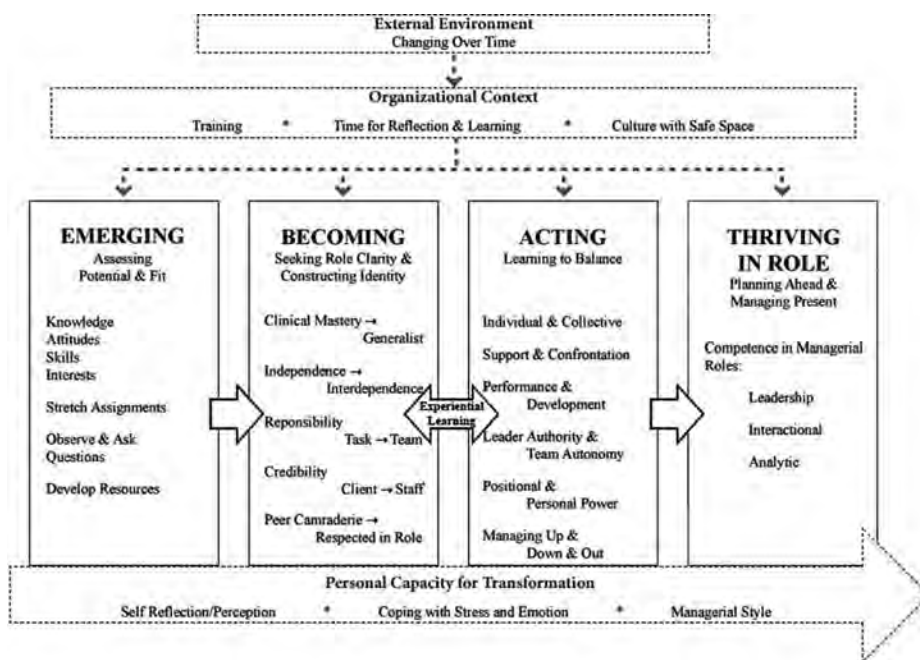 External Environment
Changing Over Time
Organizational Context
Training * Time for Reflection & Learning * Culture with Safe Space
EMERGING
Assessing
Potential & Fit
Knowledge
Attitudes
Skills
Interests
Stretch Assignments
Observe & Ask
Questions
Develop Resources
BECOMING
Seeking Role Clarity &
Constructing Identity
Clinical Mastery →
Generalist
Independence →
Interdependence
Reponsibility
Task → Team
Credibility
Client → Staff
Peer Camraderie →
Respected in Role
Experiential
Learning
ACTING
Learning to Balance
Individual & Collective
Support & Confrontation
Performance &
Development
Leader Authority &
Team Autonomy
Positional &
Personal Power
Managing Up &
Down & Out
THRIVING
IN ROLE
Planning Ahead &
Managing Present
Competence in Managerial
Roles:
Leadership
Interactional
Analytic
Personal Capacity for Transformation
Self Reflection/Perception * Coping with Stress and Emotion * Managerial Style